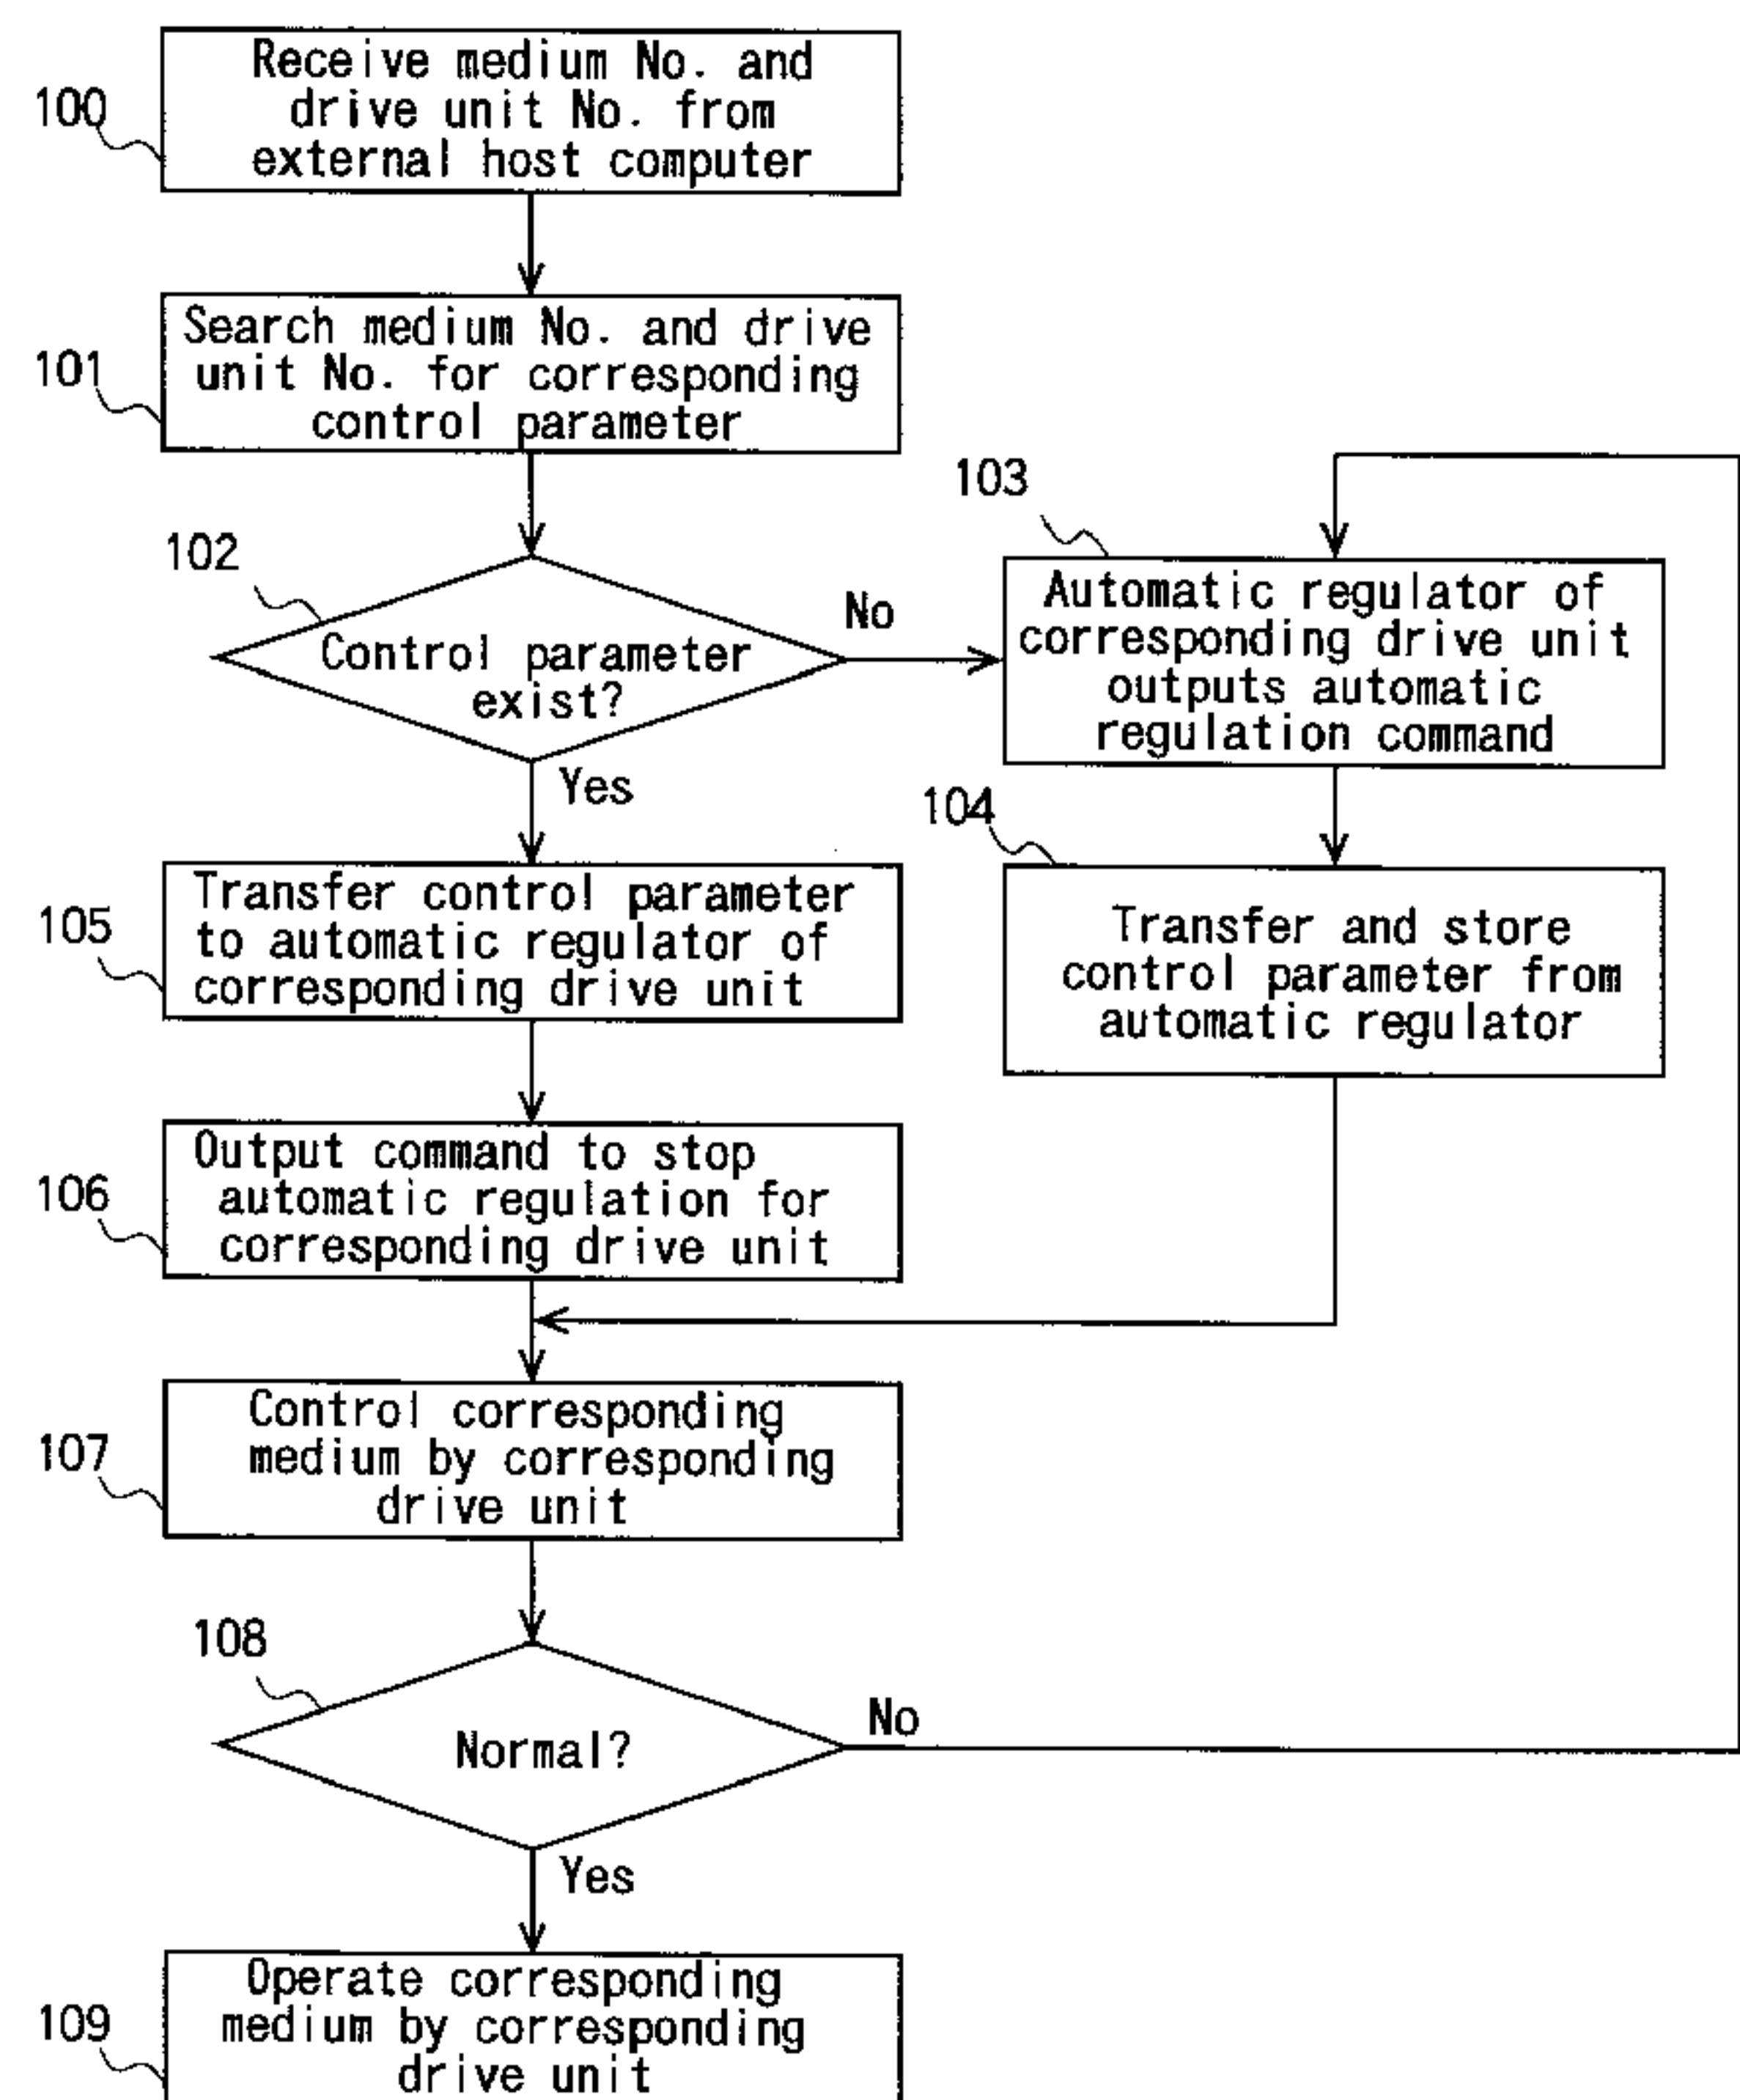 100
Receive medium No. and
drive unit No. from
external host computer
101
Search medium No. and drive
unit No. for corresponding
control parameter
102
Control parameter
exist?
No
Yes
103
Automatic regulator of
corresponding drive unit
outputs automatic
regulation command
104
Transfer and store
control parameter from
automatic regulator
105
Transfer control parameter
to automatic regulator of
corresponding drive unit
106
Output command to stop
automatic regulation for
corresponding drive unit
107
Control corresponding
medium by corresponding
drive unit
108
Normal?
No
Yes
109
Operate corresponding
medium by corresponding
drive unit